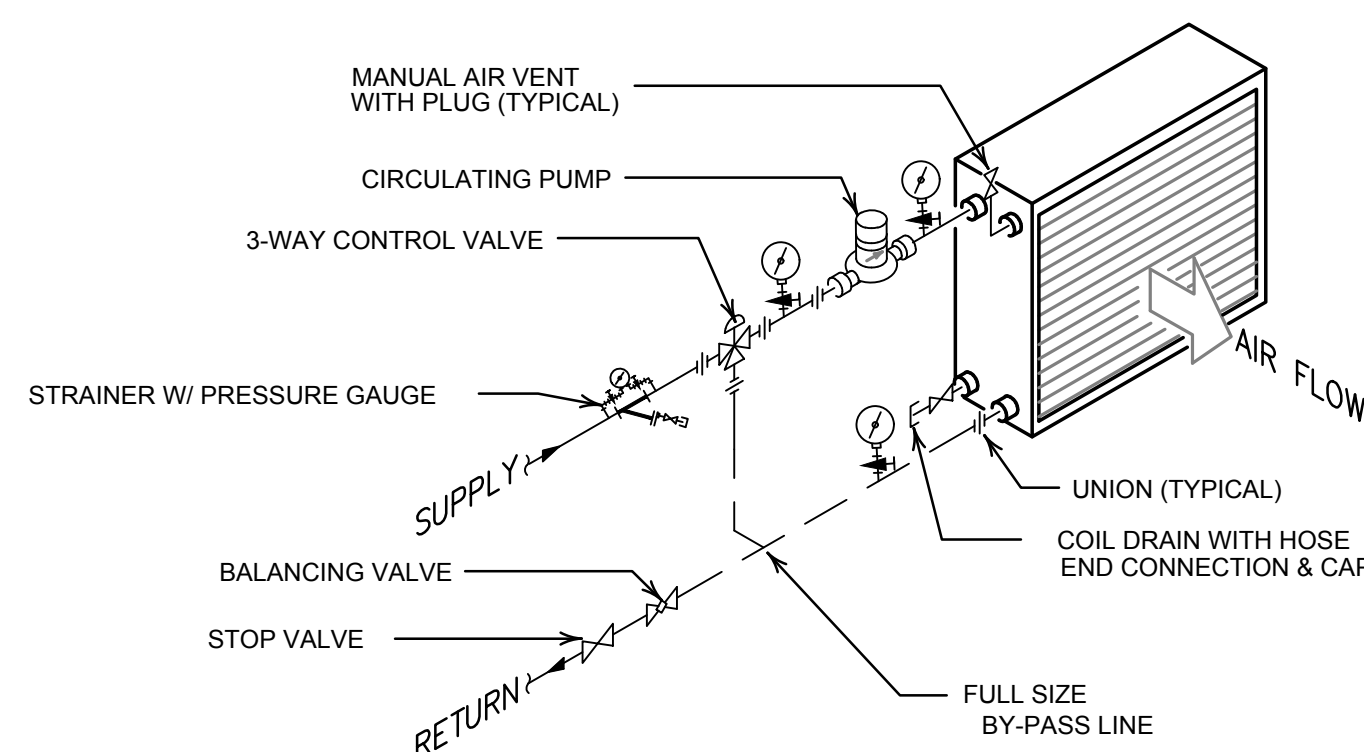 MANUAL AIR VENT
WITH PLUG (TYPICAL)
CIRCULATING PUMP
3-WAY CONTROL VALVE
STRAINER W/ PRESSURE GAUGE
SUPPLY
AIR FLOW
UNION (TYPICAL)
COIL DRAIN WITH HOSE
END CONNECTION & CAP
BALANCING VALVE
STOP VALVE
RETURN
FULL SIZE
BY-PASS LINE